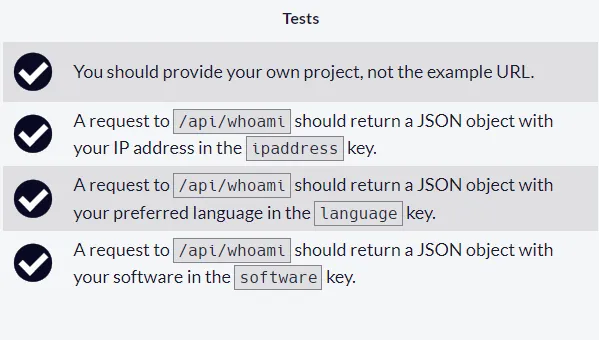 Tests
You should provide your own project, not the example URL.
A request to /api/whoami should return a JSON object with
your IP address in the ipaddress key.
A request to /api/whoami should return a JSON object with
your preferred language in the language key.
A request to /api/whoami should return a JSON object with
your software in the software key.